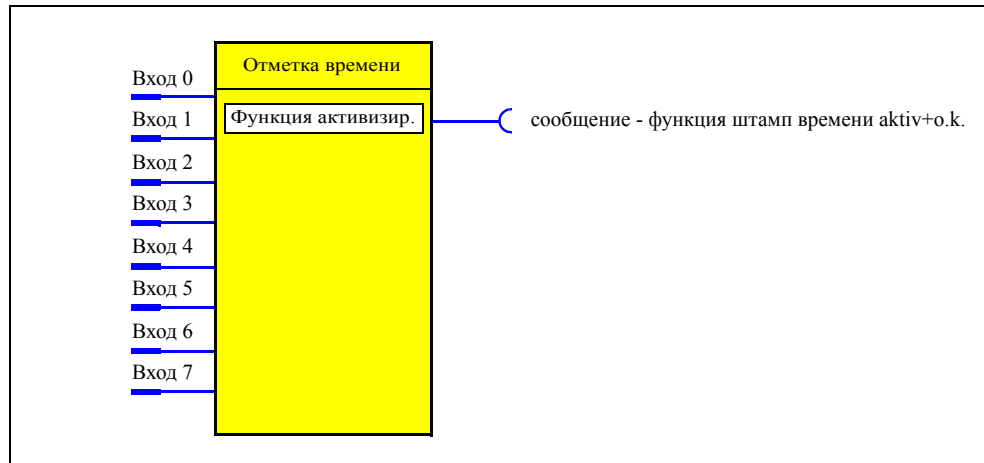 Отметка времени
Вход 0
Вход 1
Функция активизир.
сообщение - функция штамп времени aktiv+o.k.
Вход 2
Вход 3
Вход 4
Вход 5
Вход 6
Вход 7